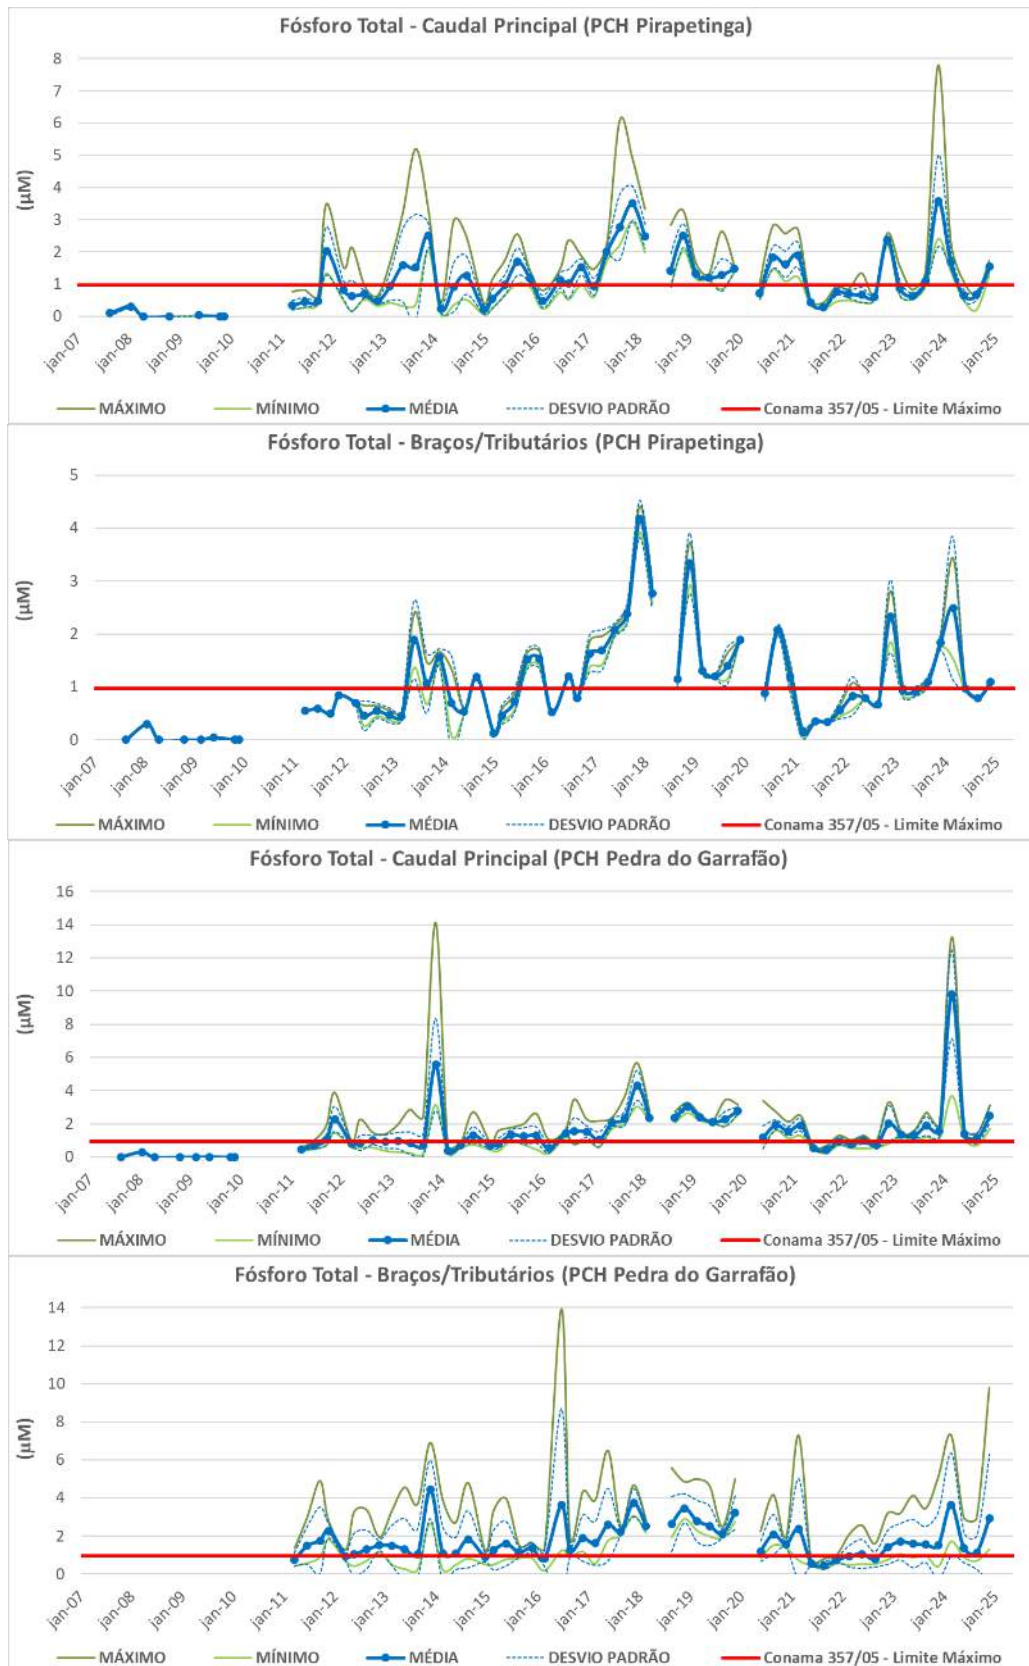 Fósforo Total - Caudal Principal (PCH Pirapetinga)
8
7
6
5
4
3
2
1
0
(µM)
jan-07 jan-08 jan-09 jan-10 jan-11 jan-12 jan-13 jan-14 jan-15 jan-16 jan-17 jan-18 jan-19 jan-20 jan-21 jan-22 jan-23 jan-24 jan-25
MÁXIMO MÍNIMO MÉDIA DESVIO PADRÃO Conama 357/05 - Limite Máximo
Fósforo Total - Braços/Tributários (PCH Pirapetinga)
5
4
3
2
1
0
(µM)
jan-07 jan-08 jan-09 jan-10 jan-11 jan-12 jan-13 jan-14 jan-15 jan-16 jan-17 jan-18 jan-19 jan-20 jan-21 jan-22 jan-23 jan-24 jan-25
MÁXIMO MÍNIMO MÉDIA DESVIO PADRÃO Conama 357/05 - Limite Máximo
Fósforo Total - Caudal Principal (PCH Pedra do Garrafão)
16
14
12
10
8
6
4
2
0
(µM)
jan-07 jan-08 jan-09 jan-10 jan-11 jan-12 jan-13 jan-14 jan-15 jan-16 jan-17 jan-18 jan-19 jan-20 jan-21 jan-22 jan-23 jan-24 jan-25
MÁXIMO MÍNIMO MÉDIA DESVIO PADRÃO Conama 357/05 - Limite Máximo
Fósforo Total - Braços/Tributários (PCH Pedra do Garrafão)
14
12
10
8
6
4
2
0
(µM)
jan-07 jan-08 jan-09 jan-10 jan-11 jan-12 jan-13 jan-14 jan-15 jan-16 jan-17 jan-18 jan-19 jan-20 jan-21 jan-22 jan-23 jan-24 jan-25
MÁXIMO MÍNIMO MÉDIA DESVIO PADRÃO Conama 357/05 - Limite Máximo